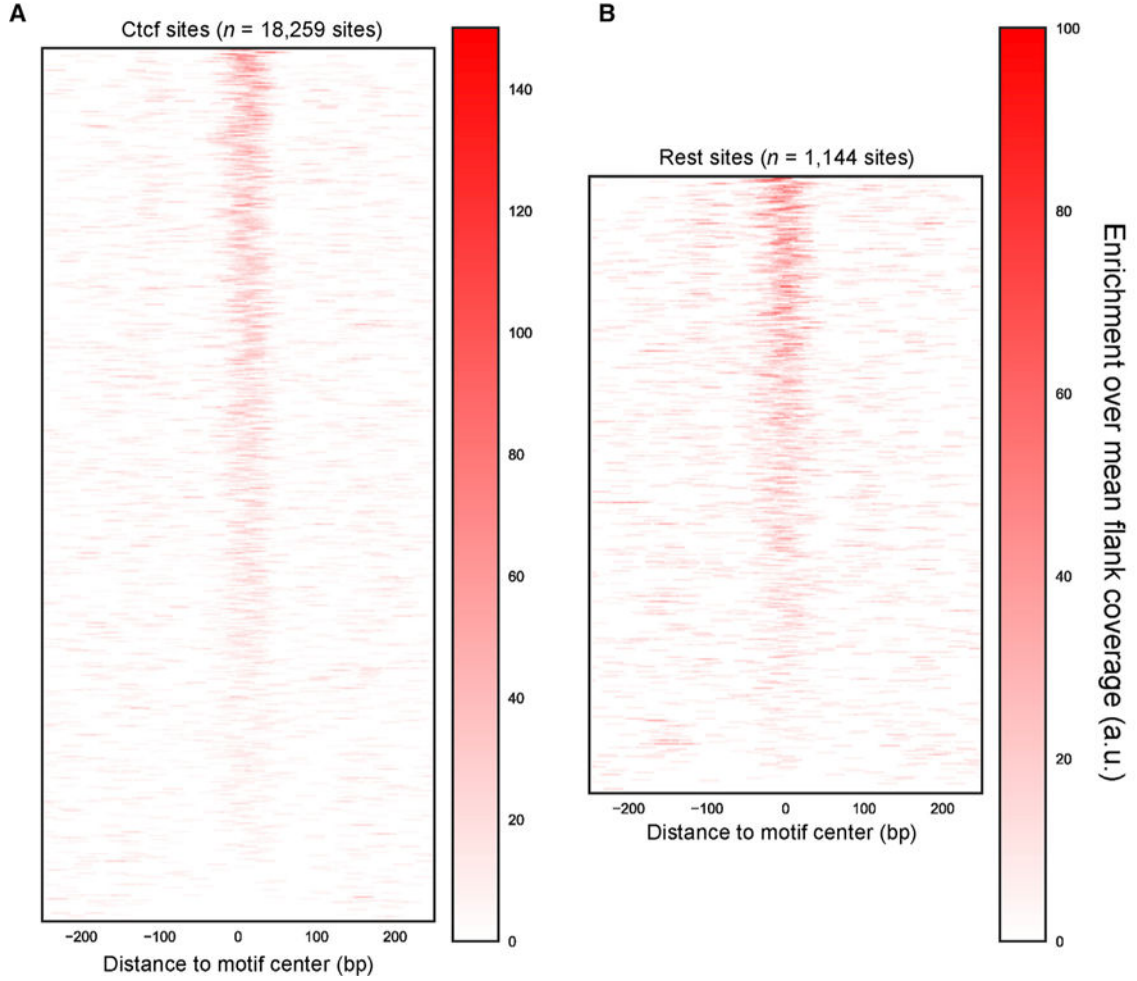 A
Ctcf sites (n = 18,259 sites)
140
120
100
80
60
40
20
0
−200 −100 0 100 200
Distance to motif center (bp)
B
Rest sites (n = 1,144 sites)
−200 −100 0 100 200
Distance to motif center (bp)
100
80
60
40
20
0
Enrichment over mean flank coverage (a.u.)